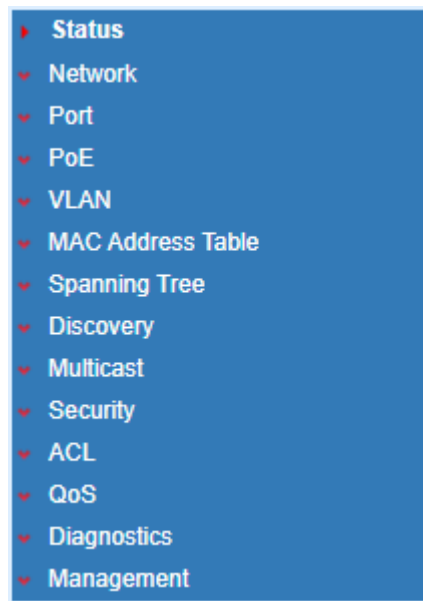 Status
Network
Port
PoE
VLAN
MAC Address Table
Spanning Tree
Discovery
Multicast
Security
ACL
QoS
Diagnostics
Management